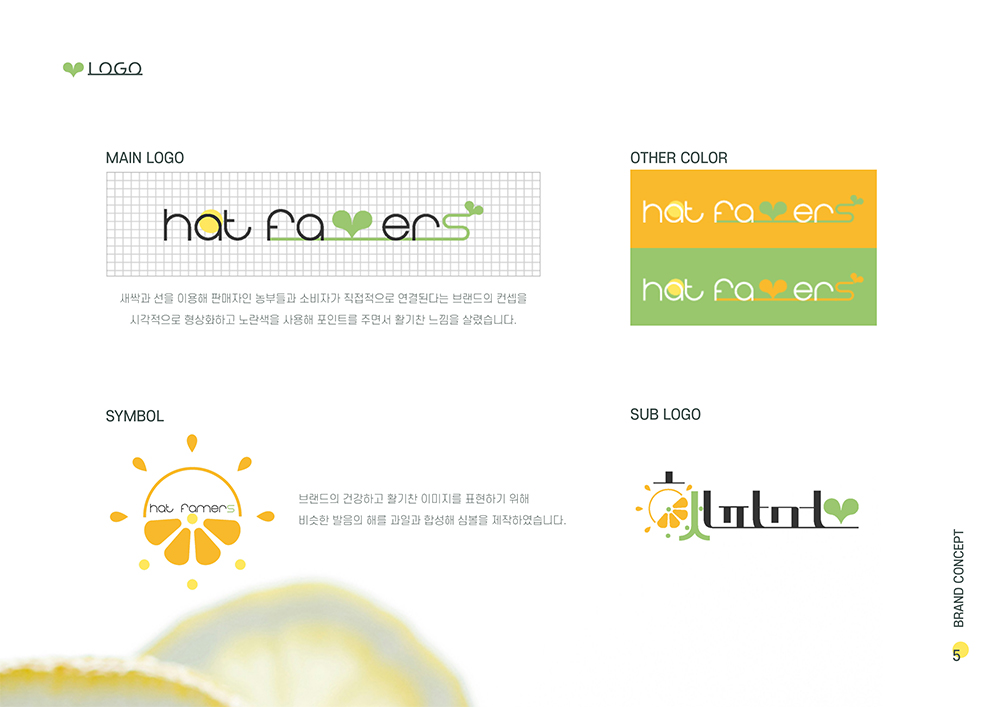 LOGO
MAIN LOGO
hat famers
새싹과 선을 이용해 판매자인 농부들과 소비자가 직접적으로 연결된다는 브랜드의 컨셉을
시각적으로 형상화하고 노란색을 사용해 포인트를 주면서 활기찬 느낌을 살렸습니다.
OTHER COLOR
hat famers
hat famers
SYMBOL
hat famers
브랜드의 건강하고 활기찬 이미지를 표현하기 위해
비슷한 발음의 해를 과일과 합성해 심볼을 제작하였습니다.
SUB LOGO
BRAND CONCEPT
5